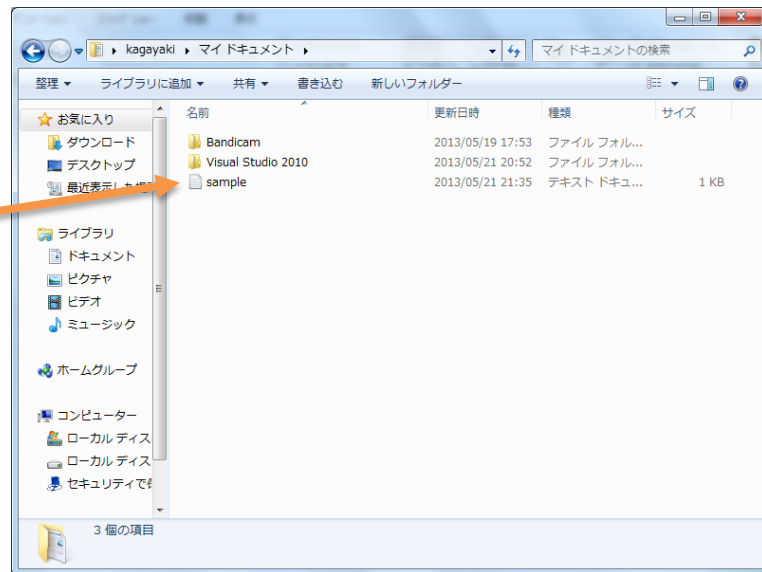 kagayaki マイ ドキュメント
マイ ドキュメントの検索
整理 ライブラリに追加 共有 書き込む 新しいフォルダー
お気に入り
ダウンロード
デスクトップ
最近表示した
ライブラリ
ドキュメント
ピクチャ
ビデオ
ミュージック
ホームグループ
コンピューター
ローカル ディス
ローカル ディス
セキュリティで
名前 更新日時 種類 サイズ
Bandicam 2013/05/19 17:53 ファイル フォル...
Visual Studio 2010 2013/05/21 20:52 ファイル フォル...
sample 2013/05/21 21:35 テキスト ドキュ... 1 KB
3 個の項目